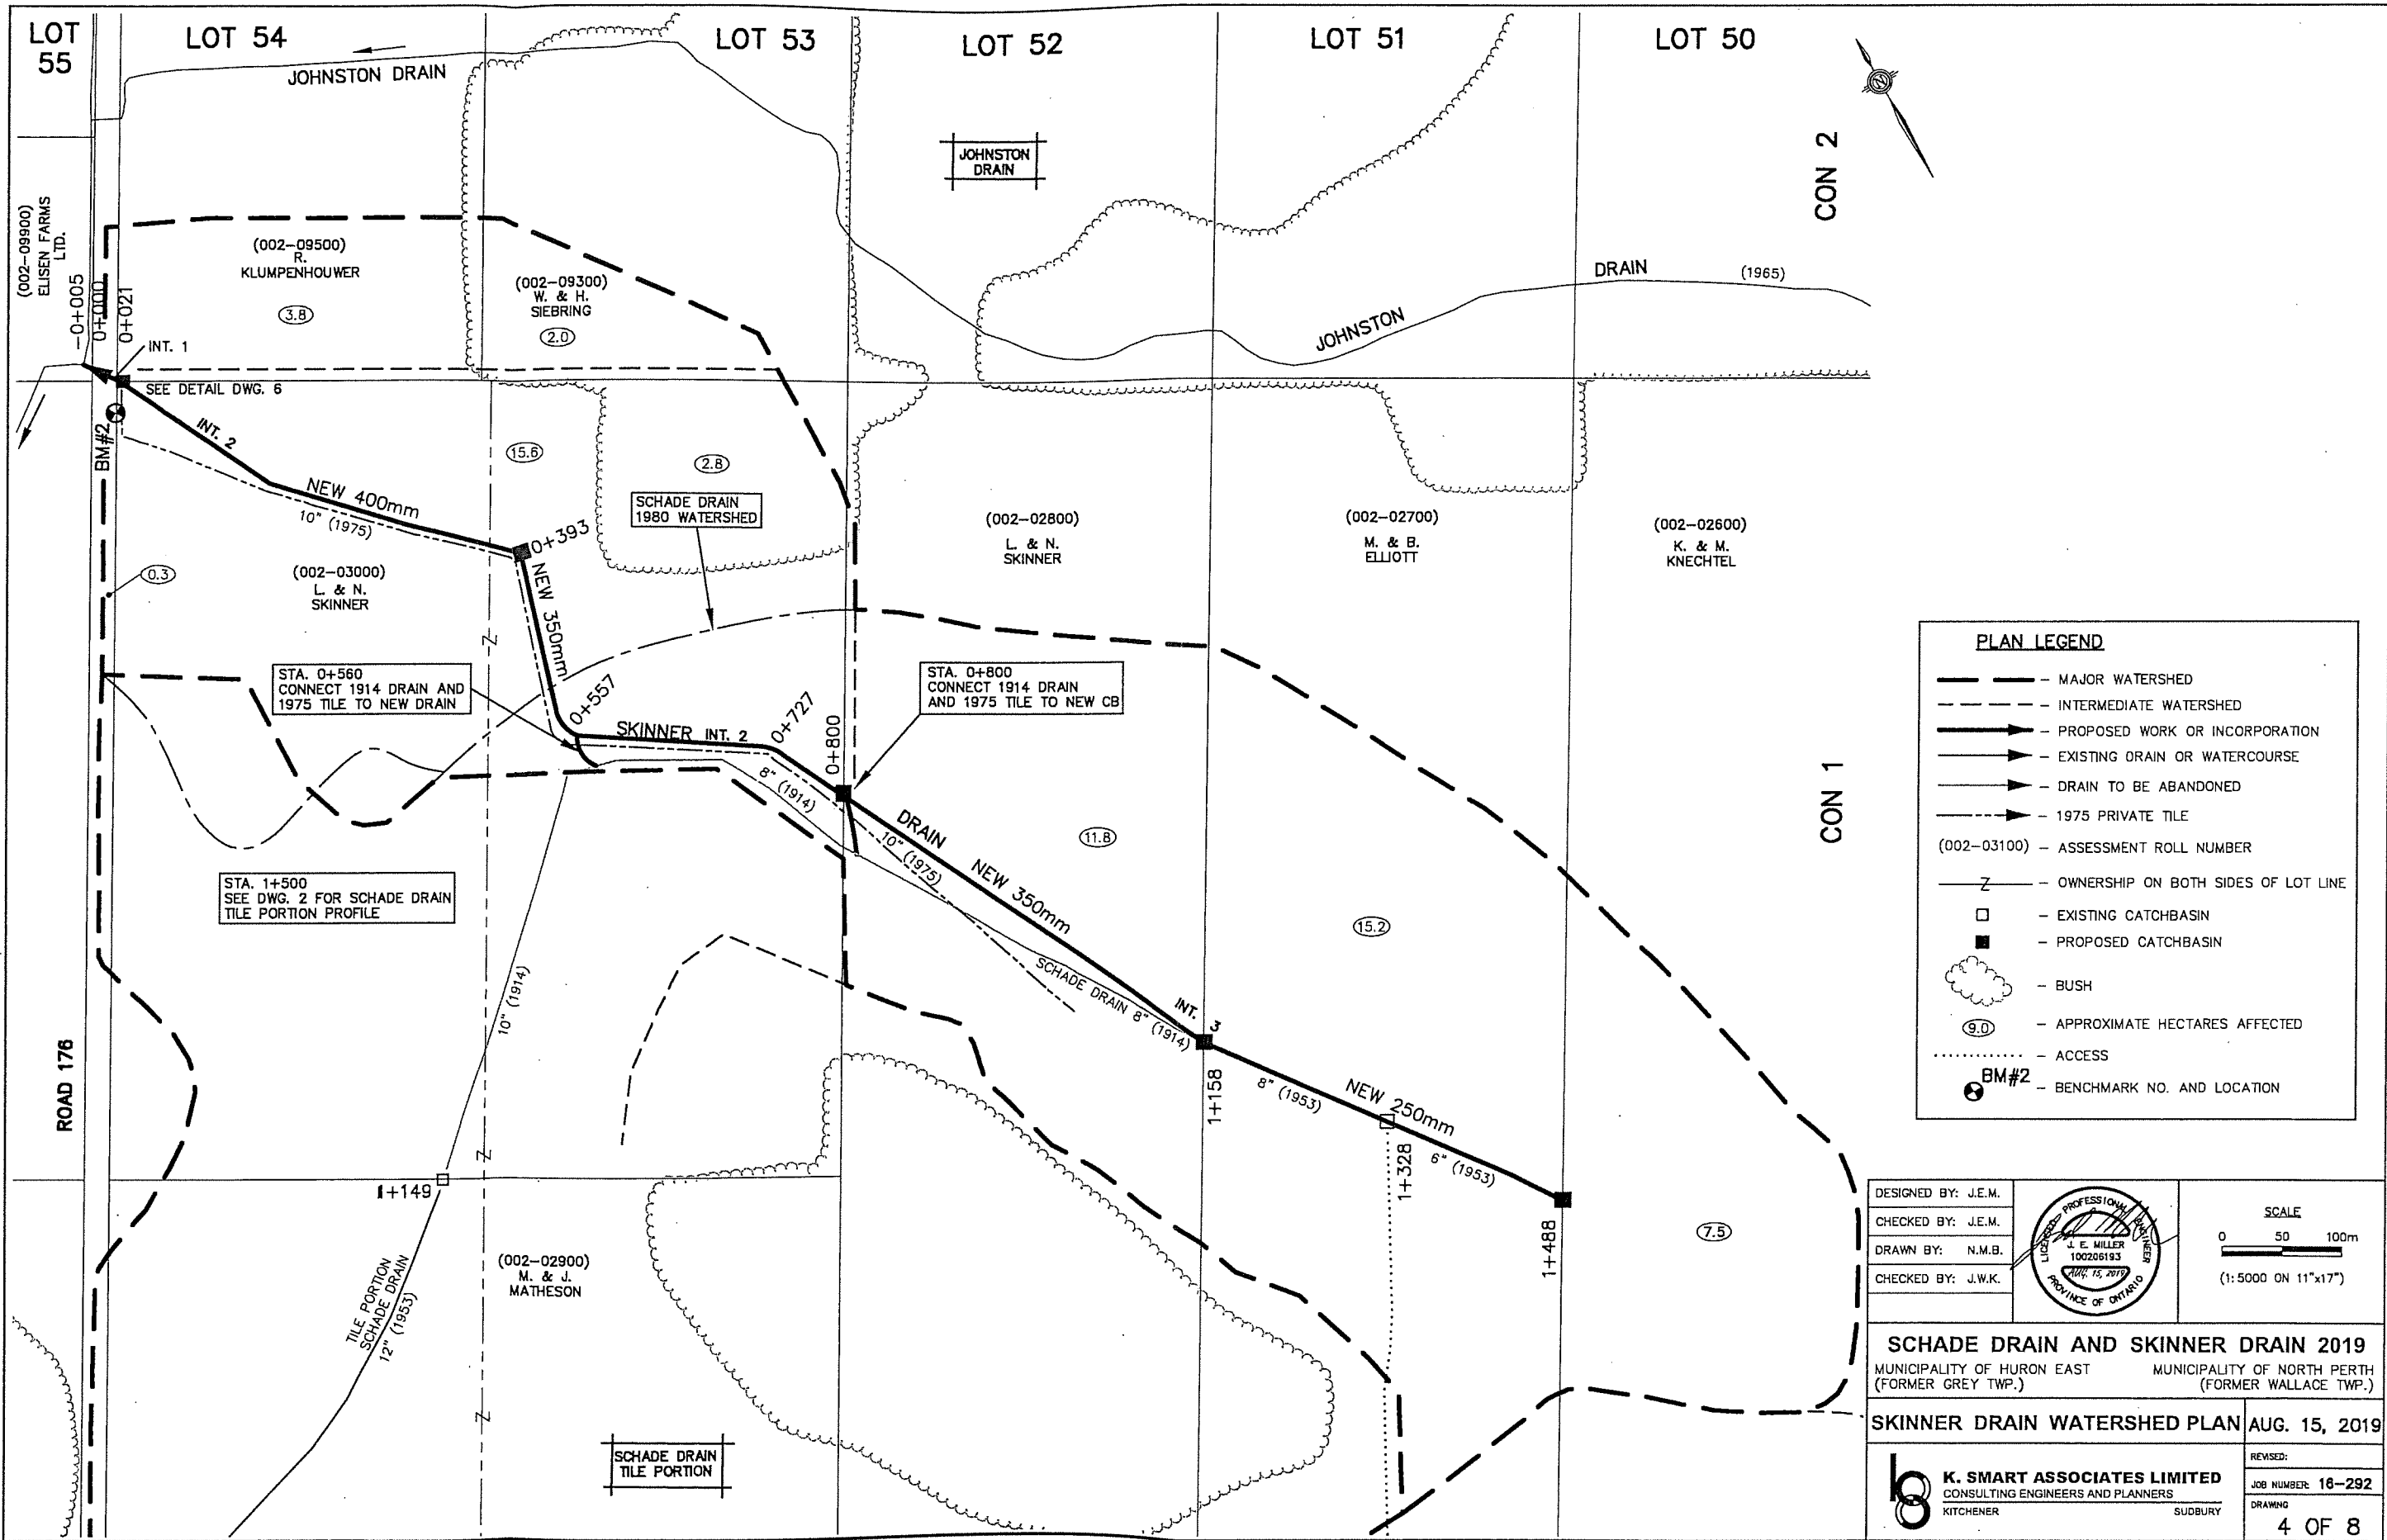 LOT
55
LOT 54
LOT 53
LOT 52
LOT 51
LOT 50
JOHNSTON DRAIN
JOHNSTON
DRAIN
N
CON 2
(002-09900)
ELISEN FARMS
LTD.
(002-09500)
R.
KLUMPENHOUWER
3.8
(002-09300)
W. & H.
SIEBRING
2.0
DRAIN
(1965)
JOHNSTON
-0+005
0+000
0+021
INT. 1
SEE DETAIL DWG. 6
BM#2
INT. 2
NEW 400mm
10" (1975)
15.6
2.8
SCHADE DRAIN
1980 WATERSHED
0+393
NEW 350mm
(002-02800)
L. & N.
SKINNER
(002-02700)
M. & B.
ELLIOTT
(002-02600)
K. & M.
KNECHTEL
0.3
(002-03000)
L. & N.
SKINNER
Z
STA. 0+560
CONNECT 1914 DRAIN AND
1975 TILE TO NEW DRAIN
0+557
SKINNER INT. 2
0+727
0+800
STA. 0+800
CONNECT 1914 DRAIN
AND 1975 TILE TO NEW CB
8" (1914)
DRAIN
10" (1975)
NEW 350mm
11.8
15.2
CON 1
STA. 1+500
SEE DWG. 2 FOR SCHADE DRAIN
TILE PORTION PROFILE
10" (1914)
SCHADE DRAIN 8" (1914)
INT. 3
1+158
8" (1953)
NEW 250mm
1+328
6" (1953)
1+488
7.5
ROAD 176
Z
1+149
TILE PORTION
SCHADE DRAIN
12" (1953)
(002-02900)
M. & J.
MATHESON
Z
SCHADE DRAIN
TILE PORTION
PLAN LEGEND
- MAJOR WATERSHED
- INTERMEDIATE WATERSHED
- PROPOSED WORK OR INCORPORATION
- EXISTING DRAIN OR WATERCOURSE
- DRAIN TO BE ABANDONED
- 1975 PRIVATE TILE
(002-03100) - ASSESSMENT ROLL NUMBER
Z - OWNERSHIP ON BOTH SIDES OF LOT LINE
- EXISTING CATCHBASIN
- PROPOSED CATCHBASIN
- BUSH
9.0 - APPROXIMATE HECTARES AFFECTED
- ACCESS
BM#2 - BENCHMARK NO. AND LOCATION
DESIGNED BY: J.E.M.
CHECKED BY: J.E.M.
DRAWN BY: N.M.B.
CHECKED BY: J.W.K.
LICENSED PROFESSIONAL ENGINEER
J. E. MILLER
100206193
AUG. 15, 2019
PROVINCE OF ONTARIO
SCALE
0 50 100m
(1:5000 ON 11"x17")
SCHADE DRAIN AND SKINNER DRAIN 2019
MUNICIPALITY OF HURON EAST MUNICIPALITY OF NORTH PERTH
(FORMER GREY TWP.) (FORMER WALLACE TWP.)
SKINNER DRAIN WATERSHED PLAN AUG. 15, 2019
K. SMART ASSOCIATES LIMITED
CONSULTING ENGINEERS AND PLANNERS
KITCHENER SUDBURY
REVISED:
JOB NUMBER: 16-292
DRAWING
4 OF 8